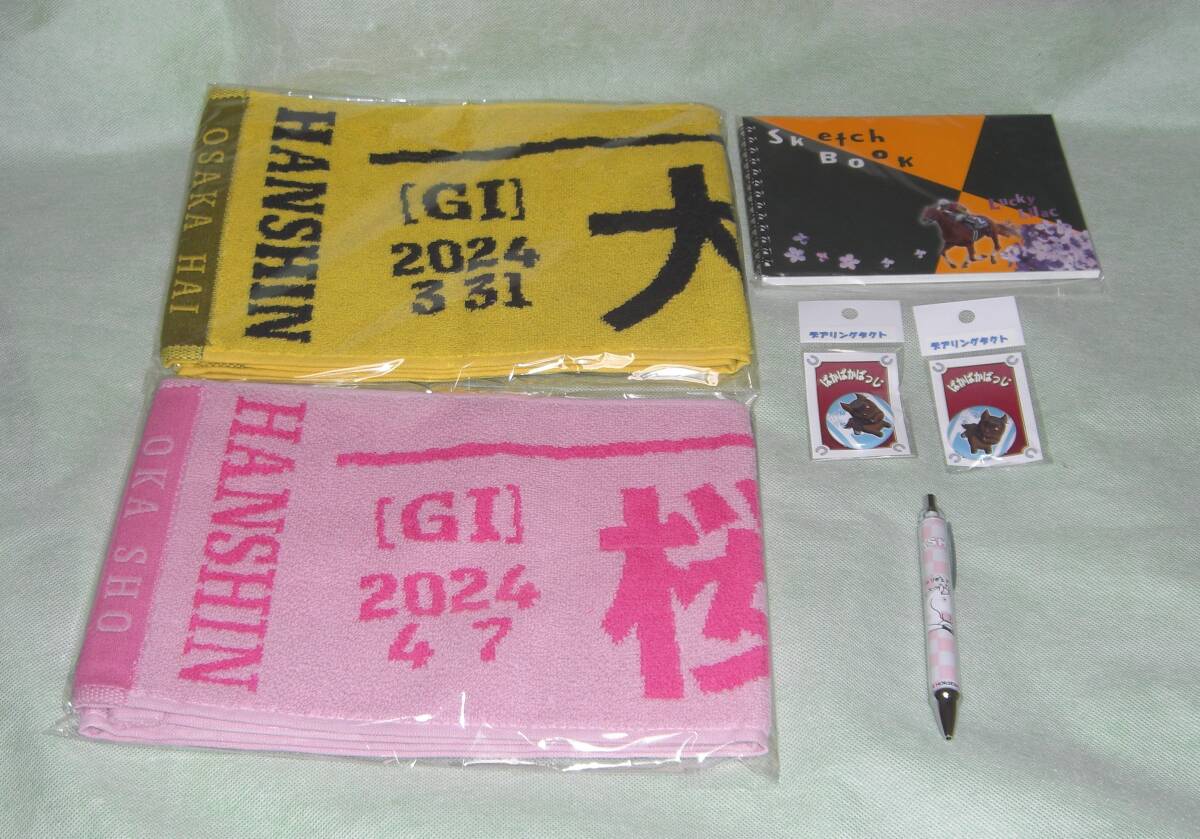 OSAKA HAI
HANSHIN
[GI]
2024
3 31
大
OKA SHO
HANSHIN
[GI]
2024
4 7
桜
Sketch
BOOK
Lucky
Lilac
デアリングタクト
ぱかぱかばっじ
デアリングタクト
ぱかぱかばっじ